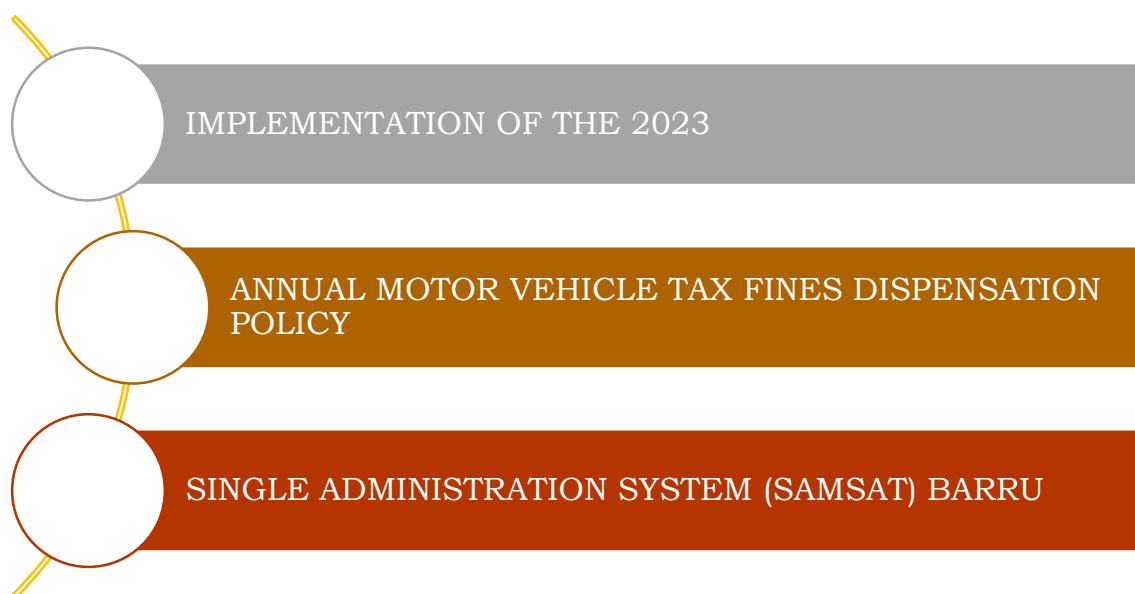 IMPLEMENTATION OF THE 2023
ANNUAL MOTOR VEHICLE TAX FINES DISPENSATION
POLICY
SINGLE ADMINISTRATION SYSTEM (SAMSAT) BARRU